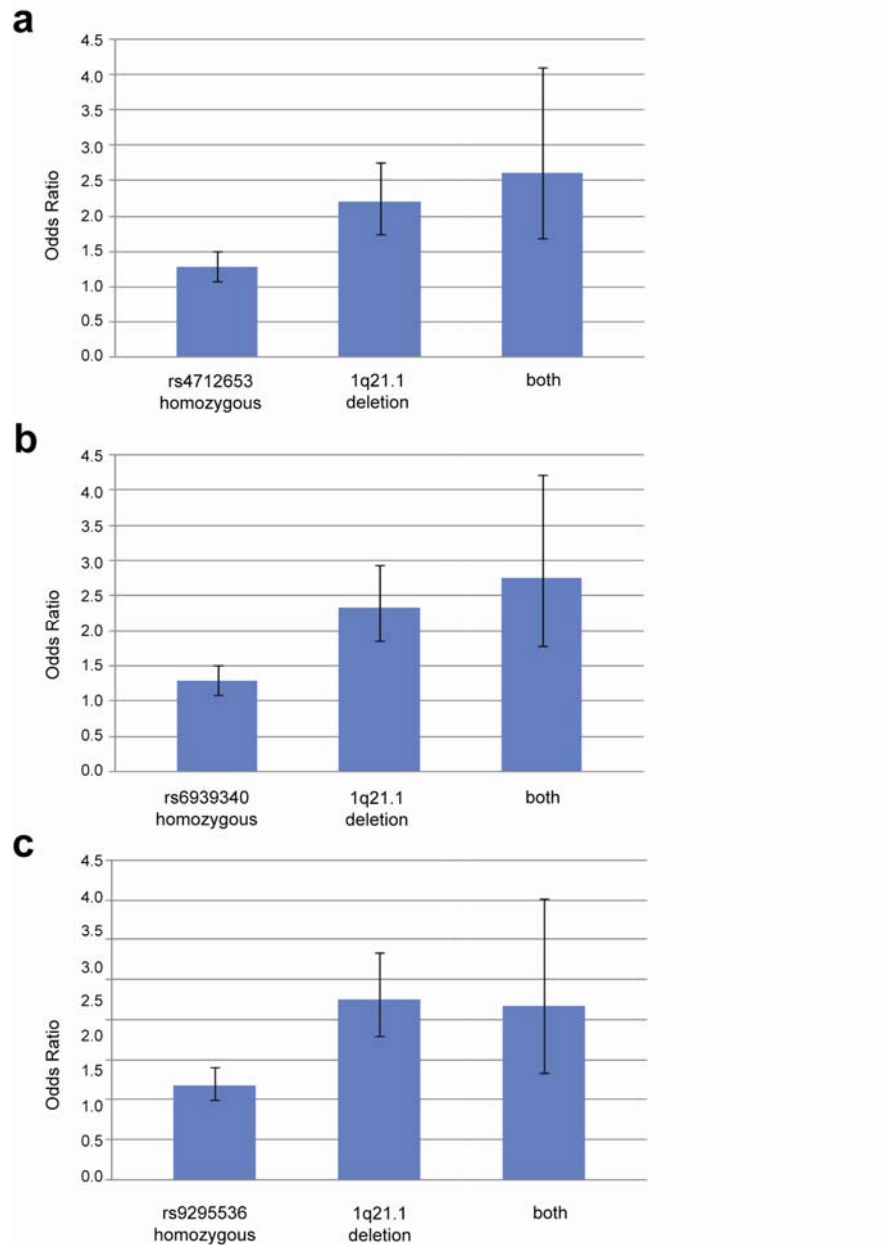 a
4.5
4.0
3.5
3.0
2.5
2.0
1.5
1.0
0.5
0.0
Odds Ratio
rs4712653 homozygous
1q21.1 deletion
both
b
4.5
4.0
3.5
3.0
2.5
2.0
1.5
1.0
0.5
0.0
Odds Ratio
rs6939340 homozygous
1q21.1 deletion
both
c
4.5
4.0
3.5
3.0
2.5
2.0
1.5
1.0
0.5
0.0
Odds Ratio
rs9295536 homozygous
1q21.1 deletion
both